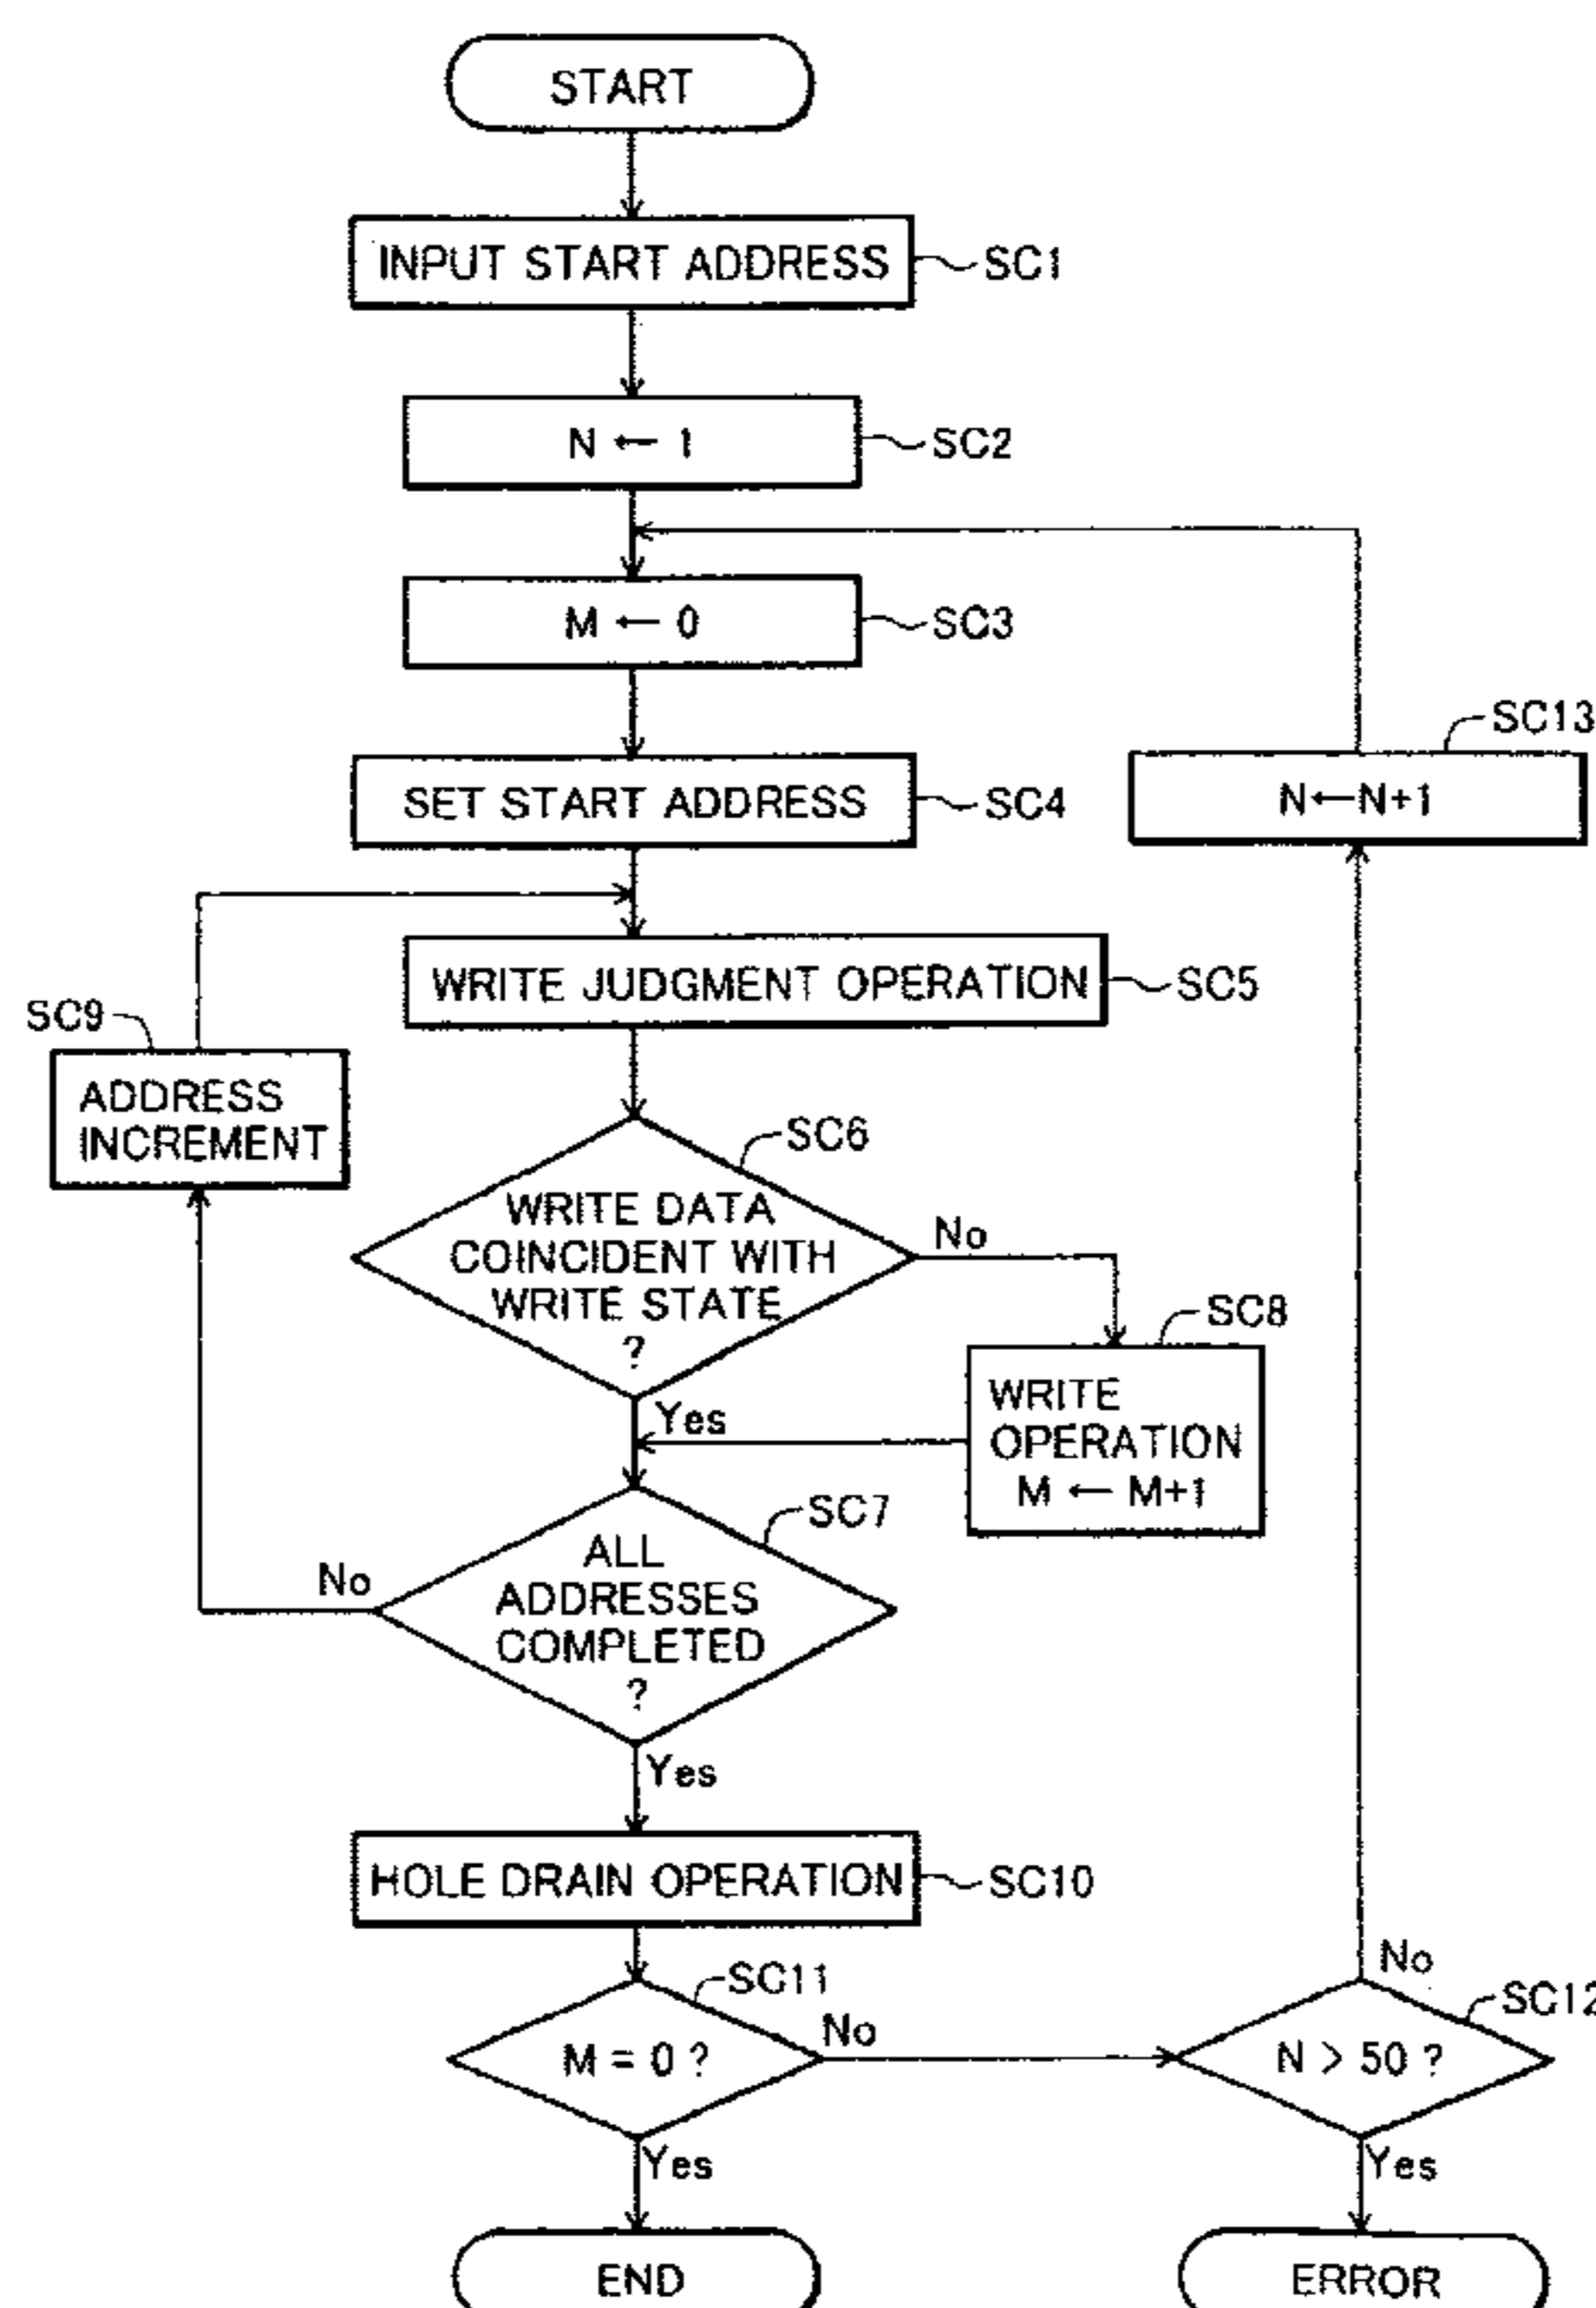 START
INPUT START ADDRESS
SC1
N ← 1
SC2
M ← 0
SC3
SC13
N←N+1
SET START ADDRESS
SC4
WRITE JUDGMENT OPERATION
SC5
SC9
ADDRESS
INCREMENT
SC6
WRITE DATA
COINCIDENT WITH
WRITE STATE
?
No
SC8
WRITE
OPERATION
M ← M+1
Yes
SC7
ALL
ADDRESSES
COMPLETED
?
No
Yes
HOLE DRAIN OPERATION
SC10
SC11
M = 0 ?
No
No
SC12
N > 50 ?
Yes
Yes
END
ERROR